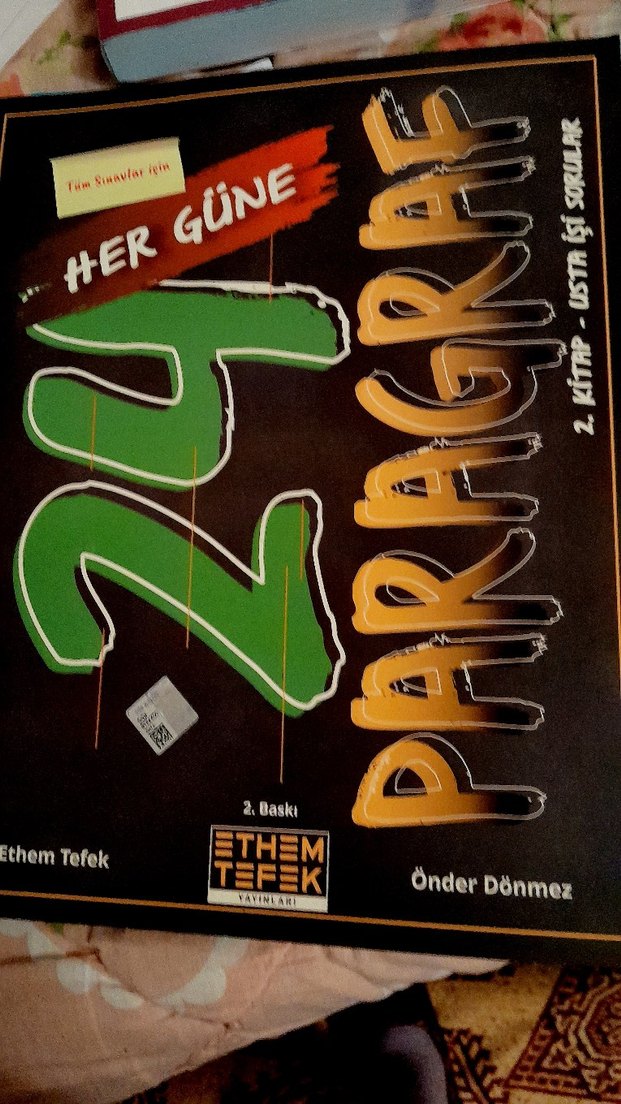 Tüm Sınavlar için
HER GÜNE
24
PARAGRAF
2. KİTAP - USTA İŞİ SORULAR
2. Baskı
Ethem Tefek
ETHEM
TEFEK
YAYINLARI
Önder Dönmez